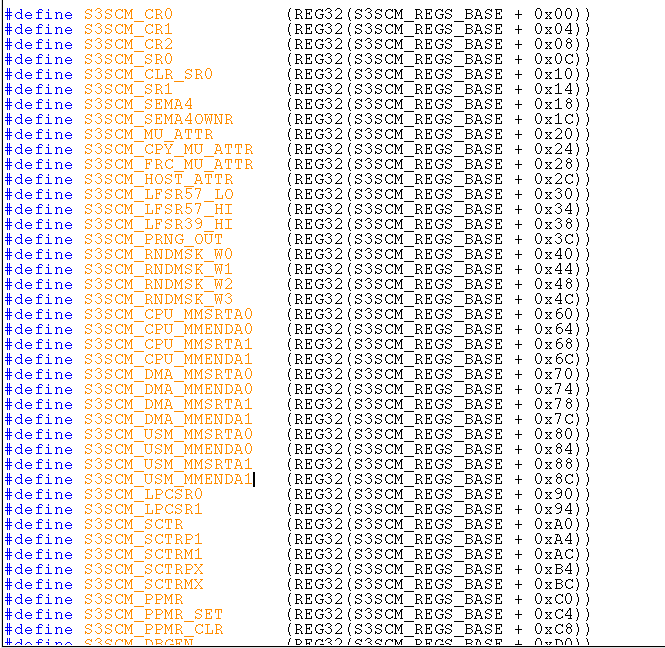 #define S3SCM_CR0 (REG32(S3SCM_REGS_BASE + 0x00))
#define S3SCM_CR1 (REG32(S3SCM_REGS_BASE + 0x04))
#define S3SCM_CR2 (REG32(S3SCM_REGS_BASE + 0x08))
#define S3SCM_SR0 (REG32(S3SCM_REGS_BASE + 0x0C))
#define S3SCM_CLR_SR0 (REG32(S3SCM_REGS_BASE + 0x10))
#define S3SCM_SR1 (REG32(S3SCM_REGS_BASE + 0x14))
#define S3SCM_SEMA4 (REG32(S3SCM_REGS_BASE + 0x18))
#define S3SCM_SEMA4OWNR (REG32(S3SCM_REGS_BASE + 0x1C))
#define S3SCM_MU_ATTR (REG32(S3SCM_REGS_BASE + 0x20))
#define S3SCM_CPY_MU_ATTR (REG32(S3SCM_REGS_BASE + 0x24))
#define S3SCM_FRC_MU_ATTR (REG32(S3SCM_REGS_BASE + 0x28))
#define S3SCM_HOST_ATTR (REG32(S3SCM_REGS_BASE + 0x2C))
#define S3SCM_LFSR57_LO (REG32(S3SCM_REGS_BASE + 0x30))
#define S3SCM_LFSR57_HI (REG32(S3SCM_REGS_BASE + 0x34))
#define S3SCM_LFSR39_HI (REG32(S3SCM_REGS_BASE + 0x38))
#define S3SCM_PRNG_OUT (REG32(S3SCM_REGS_BASE + 0x3C))
#define S3SCM_RNDMSK_W0 (REG32(S3SCM_REGS_BASE + 0x40))
#define S3SCM_RNDMSK_W1 (REG32(S3SCM_REGS_BASE + 0x44))
#define S3SCM_RNDMSK_W2 (REG32(S3SCM_REGS_BASE + 0x48))
#define S3SCM_RNDMSK_W3 (REG32(S3SCM_REGS_BASE + 0x4C))
#define S3SCM_CPU_MMSRTA0 (REG32(S3SCM_REGS_BASE + 0x60))
#define S3SCM_CPU_MMENDA0 (REG32(S3SCM_REGS_BASE + 0x64))
#define S3SCM_CPU_MMSRTA1 (REG32(S3SCM_REGS_BASE + 0x68))
#define S3SCM_CPU_MMENDA1 (REG32(S3SCM_REGS_BASE + 0x6C))
#define S3SCM_DMA_MMSRTA0 (REG32(S3SCM_REGS_BASE + 0x70))
#define S3SCM_DMA_MMENDA0 (REG32(S3SCM_REGS_BASE + 0x74))
#define S3SCM_DMA_MMSRTA1 (REG32(S3SCM_REGS_BASE + 0x78))
#define S3SCM_DMA_MMENDA1 (REG32(S3SCM_REGS_BASE + 0x7C))
#define S3SCM_USM_MMSRTA0 (REG32(S3SCM_REGS_BASE + 0x80))
#define S3SCM_USM_MMENDA0 (REG32(S3SCM_REGS_BASE + 0x84))
#define S3SCM_USM_MMSRTA1 (REG32(S3SCM_REGS_BASE + 0x88))
#define S3SCM_USM_MMENDA1 (REG32(S3SCM_REGS_BASE + 0x8C))
#define S3SCM_LPCSR0 (REG32(S3SCM_REGS_BASE + 0x90))
#define S3SCM_LPCSR1 (REG32(S3SCM_REGS_BASE + 0x94))
#define S3SCM_SCTR (REG32(S3SCM_REGS_BASE + 0xA0))
#define S3SCM_SCTRP1 (REG32(S3SCM_REGS_BASE + 0xA4))
#define S3SCM_SCTRM1 (REG32(S3SCM_REGS_BASE + 0xAC))
#define S3SCM_SCTRPX (REG32(S3SCM_REGS_BASE + 0xB4))
#define S3SCM_SCTRMX (REG32(S3SCM_REGS_BASE + 0xBC))
#define S3SCM_PPMR (REG32(S3SCM_REGS_BASE + 0xC0))
#define S3SCM_PPMR_SET (REG32(S3SCM_REGS_BASE + 0xC4))
#define S3SCM_PPMR_CLR (REG32(S3SCM_REGS_BASE + 0xC8))
#define S3SCM_DBGEN (REG32(S3SCM_REGS_BASE + 0xD0))